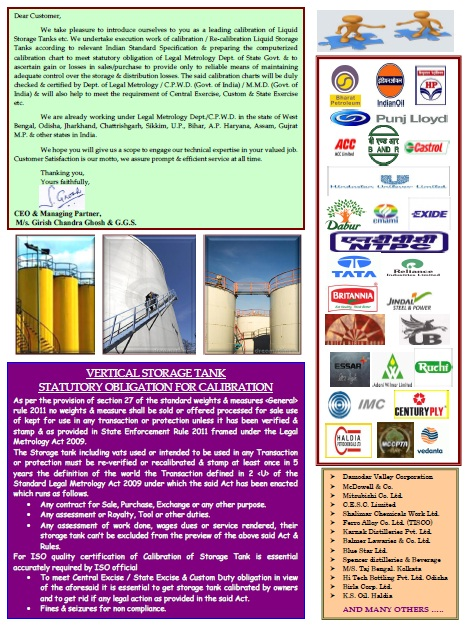 Dear Customer,
We take pleasure to introduce ourselves to you as a leading calibration of Liquid
Storage Tanks etc. We undertake execution work of calibration / Re-calibration Liquid Storage
Tanks according to relevant Indian Standard Specification & preparing the computerized
calibration chart to meet statutory obligation of Legal Metrology Dept. of State Govt. & to
ascertain gain or losses in sales/purchase to provide only to reliable means of maintaining
adequate control over the storage & distribution losses. The said calibration charts will be duly
checked & certified by Dept. of Legal Metrology / C.P.W.D. (Govt. of India) / M.M.D. (Govt. of
India) & will also help to meet the requirement of Central Exercise, Custom & State Exercise
etc.
We are already working under Legal Metrology Dept./C.P.W.D. in the state of West
Bengal, Odisha, Jharkhand, Chattrishgarh, Sikkim, U.P., Bihar, A.P. Haryana, Assam, Gujrat
M.P. & other states in India.
We hope will give us a scope to engage our technical expertise in your valued job.
Customer Satisfaction is our motto, we assure prompt & efficient service at all time.
Thanking you,
Yours faithfully,
S. Ghosh
CEO & Managing Partner,
M/s. Girish Chandra Ghosh & G.G.S.
VERTICAL STORAGE TANK
STATUTORY OBLIGATION FOR CALIBRATION
As per the provision of section 27 of the standard weights & measures <General>
rule 2011 no weights & measure shall be sold or offered processed for sale use
of kept for use in any transaction or protection unless it has been verified &
stamp & as provided in State Enforcement Rule 2011 framed under the Legal
Metrology Act 2009.
The Storage tank including vats used or intended to be used in any Transaction
or protection must be re-verified or recalibrated & stamp at least once in 5
years the definition of the world the Transaction defined in 2 <U> of the
Standard Legal Metrology Act 2009 under which the said Act has been enacted
which runs as follows.
• Any contract for Sale, Purchase, Exchange or any other purpose.
• Any assessment or Royalty, Tool or other duties.
• Any assessment of work done, wages dues or service rendered, their
storage tank can't be excluded from the preview of the above said Act &
Rules.
For ISO quality certification of Calibration of Storage Tank is essential
accurately required by ISO official
• To meet Central Excise / State Excise & Custom Duty obligation in view
of the aforesaid it is essential to get storage tank calibrated by owners
and to get rid if any legal action as provided in the said Act.
• Fines & seizures for non compliance.
Bharat
Petroleum
इंडियनऑयल
IndianOil
HP
Punj Lloyd
ACC
ACC Limited
बी एण्ड आर
B AND R
Castrol
Hindustan Unilever Limited
Dabur
emami
EXIDE
TATA
Reliance
Industries Limited
BRITANNIA
JINDAL
STEEL & POWER
UB
ESSAR
Adani Wilmar Limited
Ruchi
IMC
CENTURYPLY
HALDIA
PETROCHEMICALS LTD
MCCPTA
vedanta
➤ Damodar Valley Corporation
➤ McDowell & Co.
➤ Mitsubishi Co. Ltd.
➤ C.E.S.C. Limited
➤ Shalimar Chemicals Work Ltd.
➤ Ferro Alloy Co. Ltd. (TISCO)
➤ Karnak Distilleries Pvt. Ltd.
➤ Balmer Lawaries & Co. Ltd.
➤ Blue Star Ltd.
➤ Spencer distilleries & Beverage
➤ M/S. Taj Bengal. Kolkata
➤ Hi Tech Bottling Pvt. Ltd. Odisha
➤ Birla Corp. Ltd.
➤ K.S. Oil. Haldia
AND MANY OTHERS .....